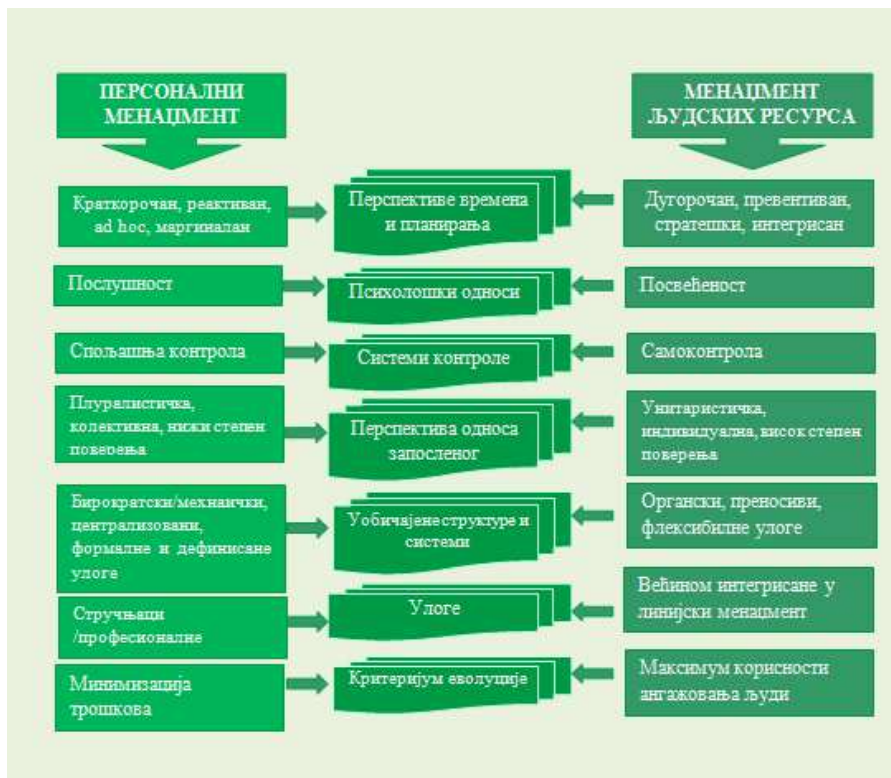 ПЕРСОНАЛНИ
МЕНАЏМЕНТ
МЕНАЏМЕНТ
ЉУДСКИХ РЕСУРСА
Краткорочан, реактиван,
ad hoc, маргиналан
Перспективе времена
и планирања
Дугорочан, превентиван,
стратешки, интегрисан
Послушност
Психолошки односи
Посвећеност
Спољашња контрола
Системи контроле
Самоконтрола
Плуралистичка,
колективна, нижи степен
поверења
Перспектива односа
запосленог
Унитаристичка,
индивидуална, висок степен
поверења
Бирократски/механички,
централизовани,
формалне и дефинисане
улоге
Уобичајене структуре и
системи
Органски, преносиви,
флексибилне улоге
Стручњаци
/професионалне
Улоге
Већином интегрисане у
линијски менаџмент
Минимизација
трошкова
Критеријум еволуције
Максимум корисности
ангажовања људи